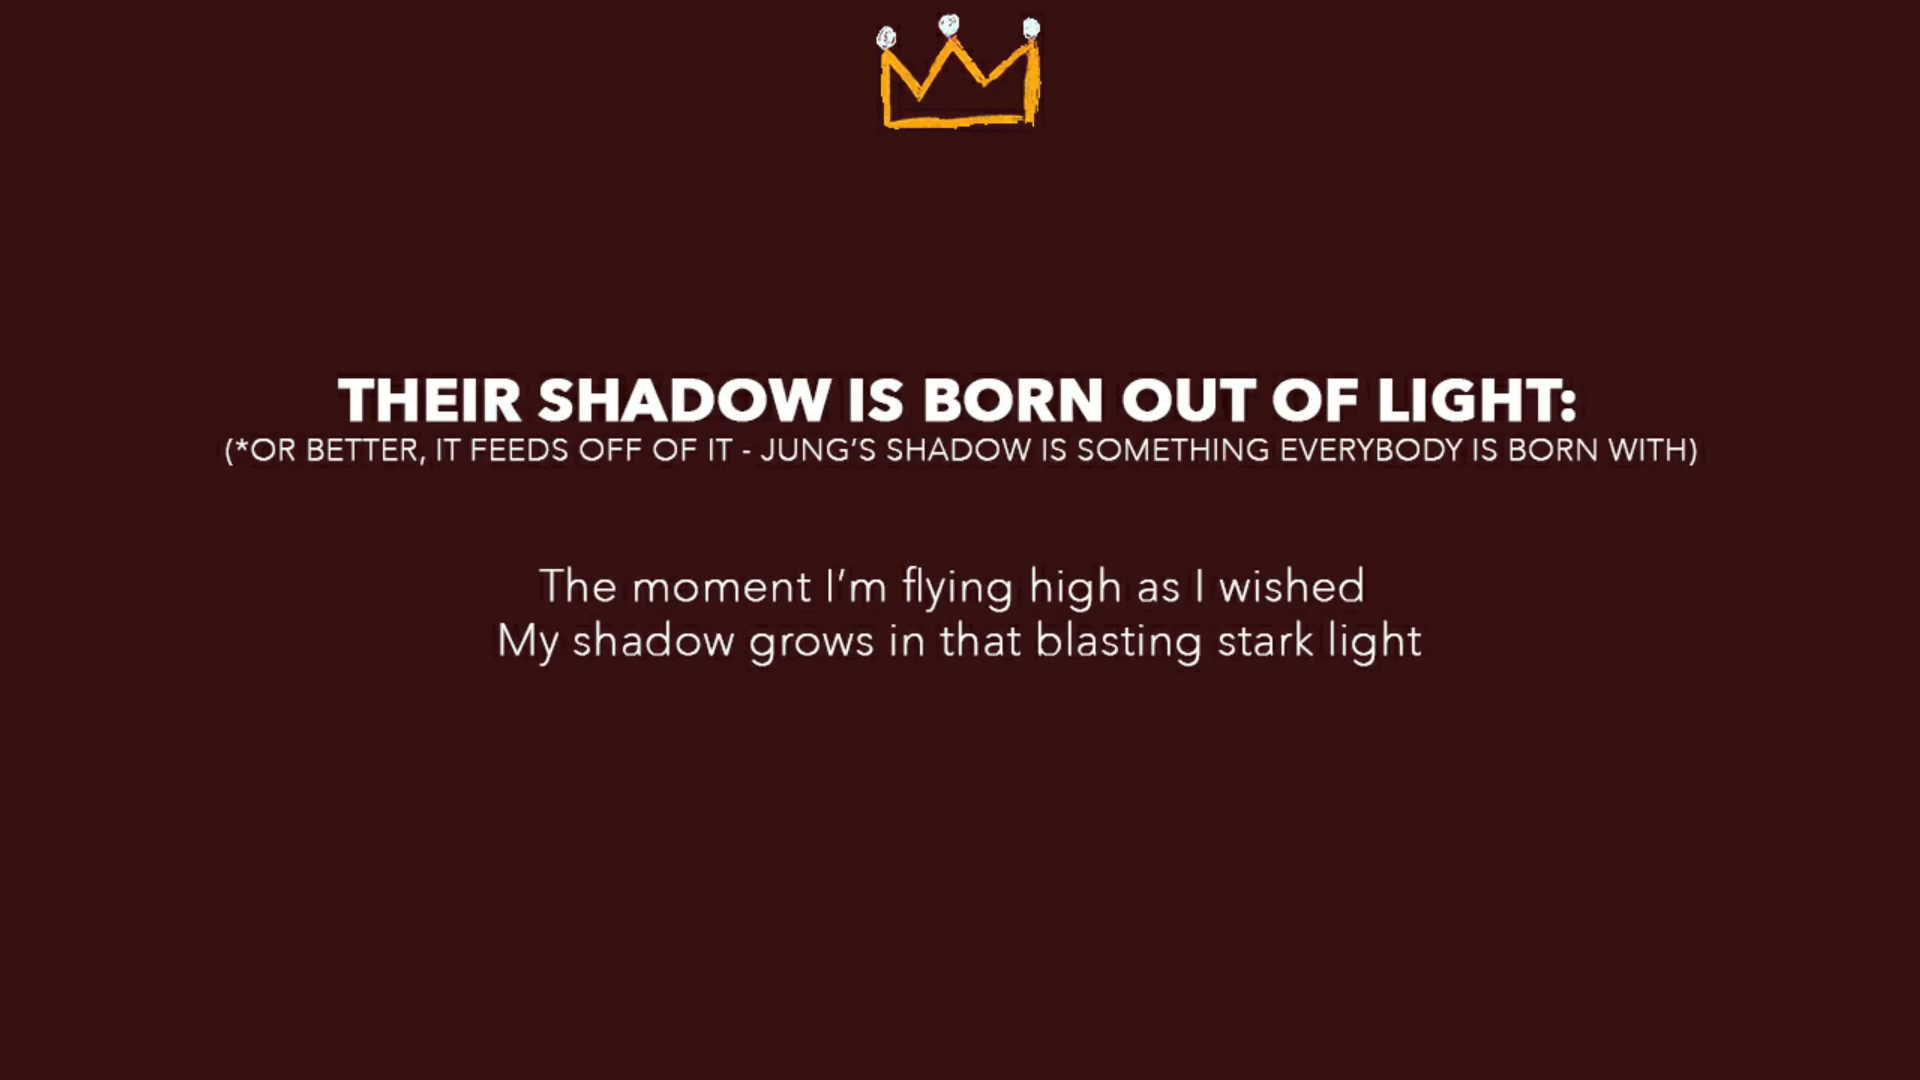 THEIR SHADOW IS BORN OUT OF LIGHT:
(*OR BETTER, IT FEEDS OFF OF IT - JUNG'S SHADOW IS SOMETHING EVERYBODY IS BORN WITH)
The moment I'm flying high as I wished
My shadow grows in that blasting stark light